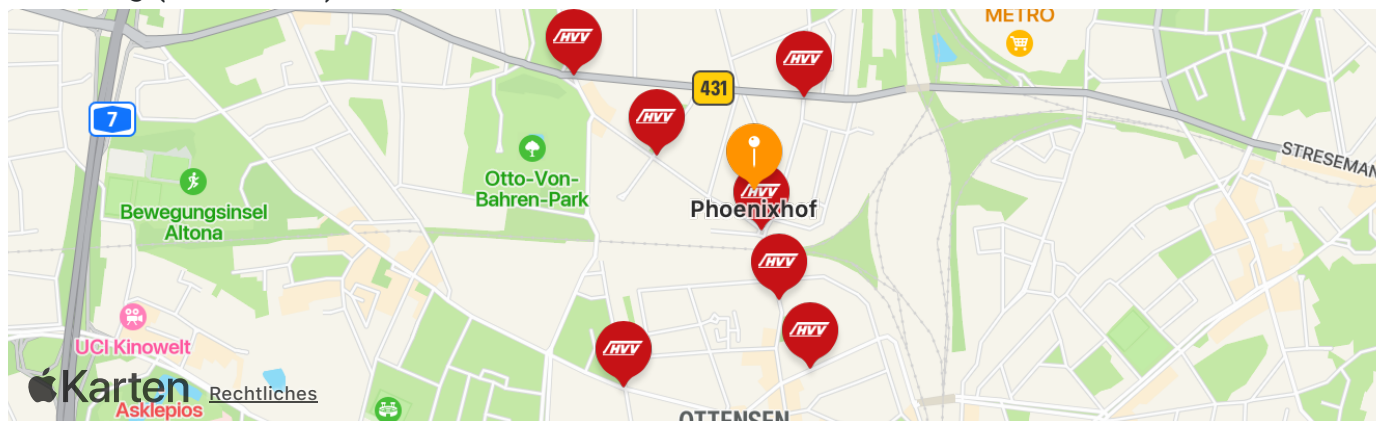 METRO
HVV
HVV
431
7
HVV
STRESEMAN
Otto-Von-
Bahren-Park
HVV
Phoenixhof
Bewegungsinsel
Altona
HVV
UCI Kinowelt
HVV
HVV
Karten Rechtliches
Asklepios
OTTENSEN